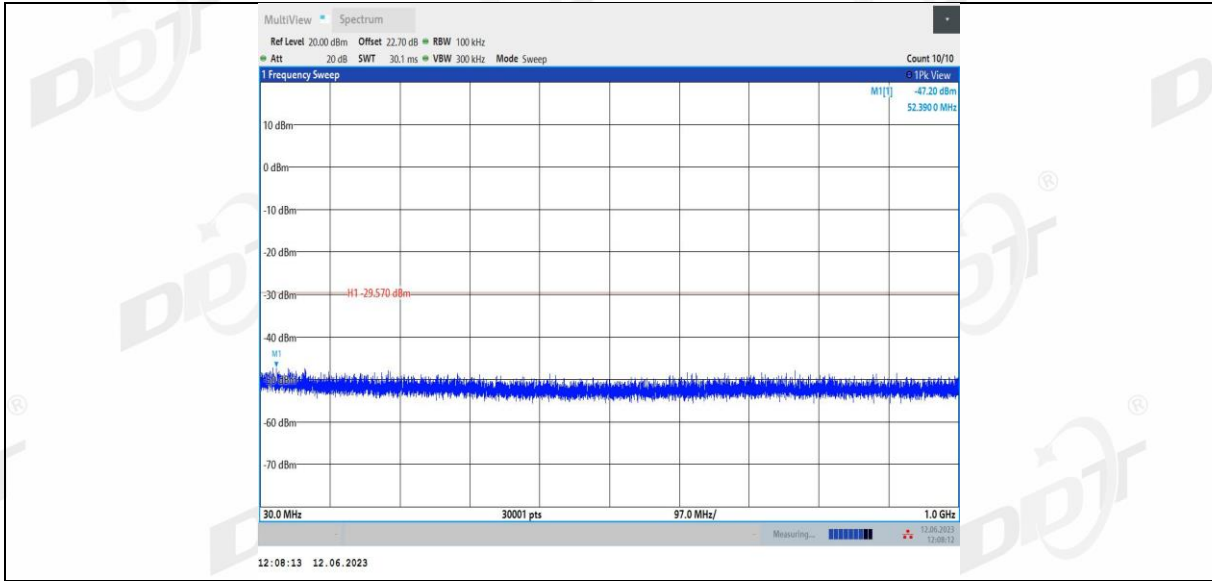 MultiView Spectrum
Ref Level 20.00 dBm Offset 22.70 dB RBW 100 kHz
Att 20 dB SWT 30.1 ms VBW 300 kHz Mode Sweep Count 10/10
1 Frequency Sweep 1Pk View
M1[1] -47.20 dBm
52.390 0 MHz
10 dBm
0 dBm
-10 dBm
-20 dBm
-30 dBm
H1 -29.570 dBm
-40 dBm
M1
-60 dBm
-70 dBm
30.0 MHz 30001 pts 97.0 MHz/ 1.0 GHz
Measuring... 12.06.2023
12:08:12
12:08:13 12.06.2023
DDT
®